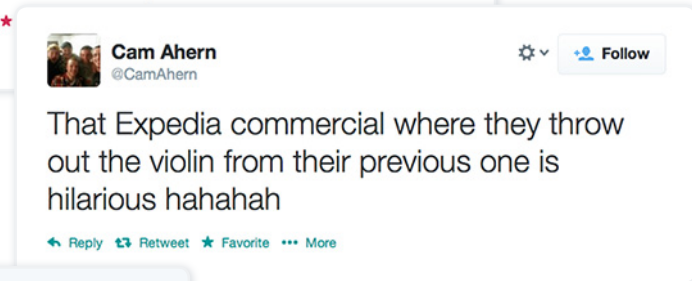 Cam Ahern
@CamAhern
Follow
That Expedia commercial where they throw
out the violin from their previous one is
hilarious hahahah
Reply Retweet Favorite More